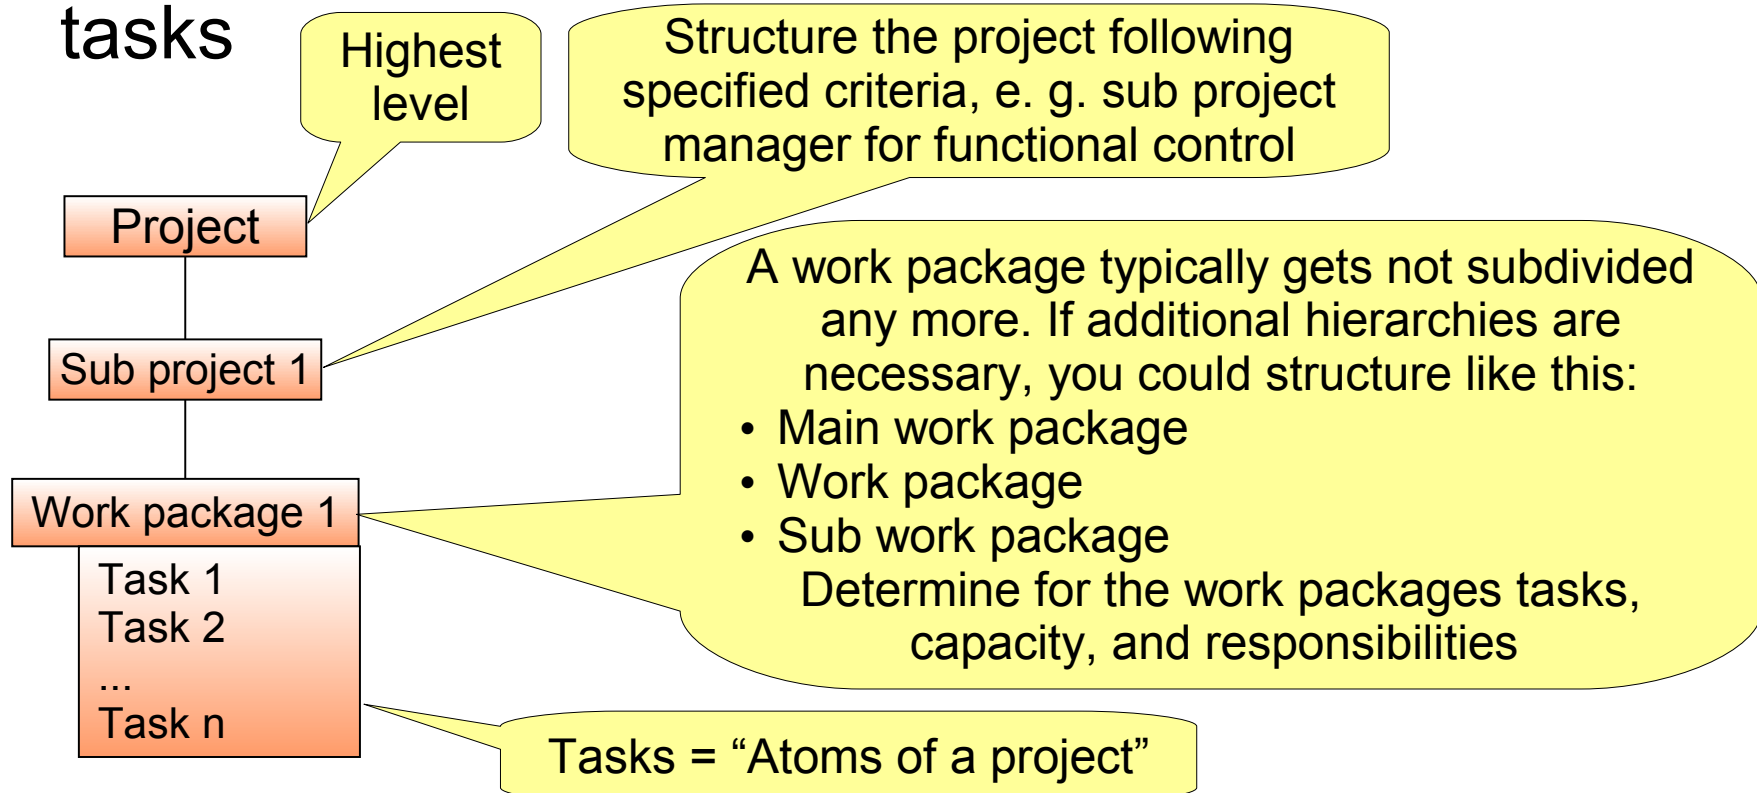 tasks
Highest
level
Structure the project following
specified criteria, e. g. sub project
manager for functional control
Project
Sub project 1
Work package 1
Task 1
Task 2
...
Task n
A work package typically gets not subdivided
any more. If additional hierarchies are
necessary, you could structure like this:
• Main work package
• Work package
• Sub work package
Determine for the work packages tasks,
capacity, and responsibilities
Tasks = “Atoms of a project”